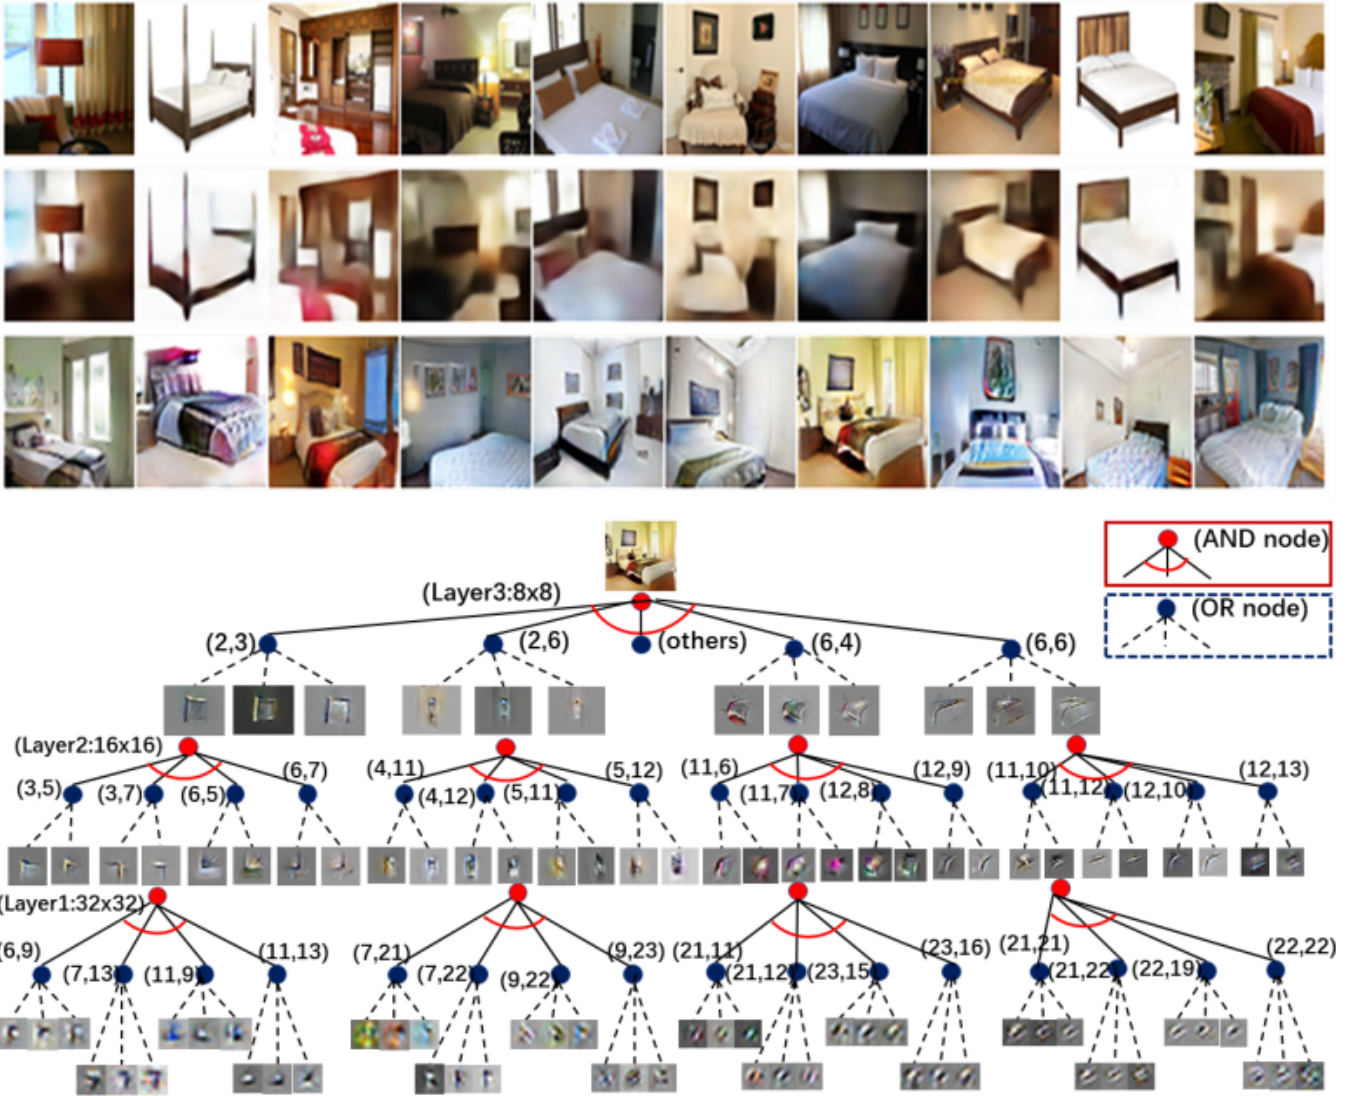 (AND node)
(OR node)
(Layer3:8x8)
(2,3) (2,6) (others) (6,4) (6,6)
(Layer2:16x16)
(3,5) (3,7) (6,5) (6,7) (4,11) (4,12) (5,11) (5,12) (11,6) (11,7) (12,8) (12,9) (11,10) (11,12) (12,10) (12,13)
(Layer1:32x32)
(6,9) (7,13) (11,9) (11,13) (7,21) (7,22) (9,22) (9,23) (21,11) (21,12) (23,15) (23,16) (21,21) (21,22) (22,19) (22,22)